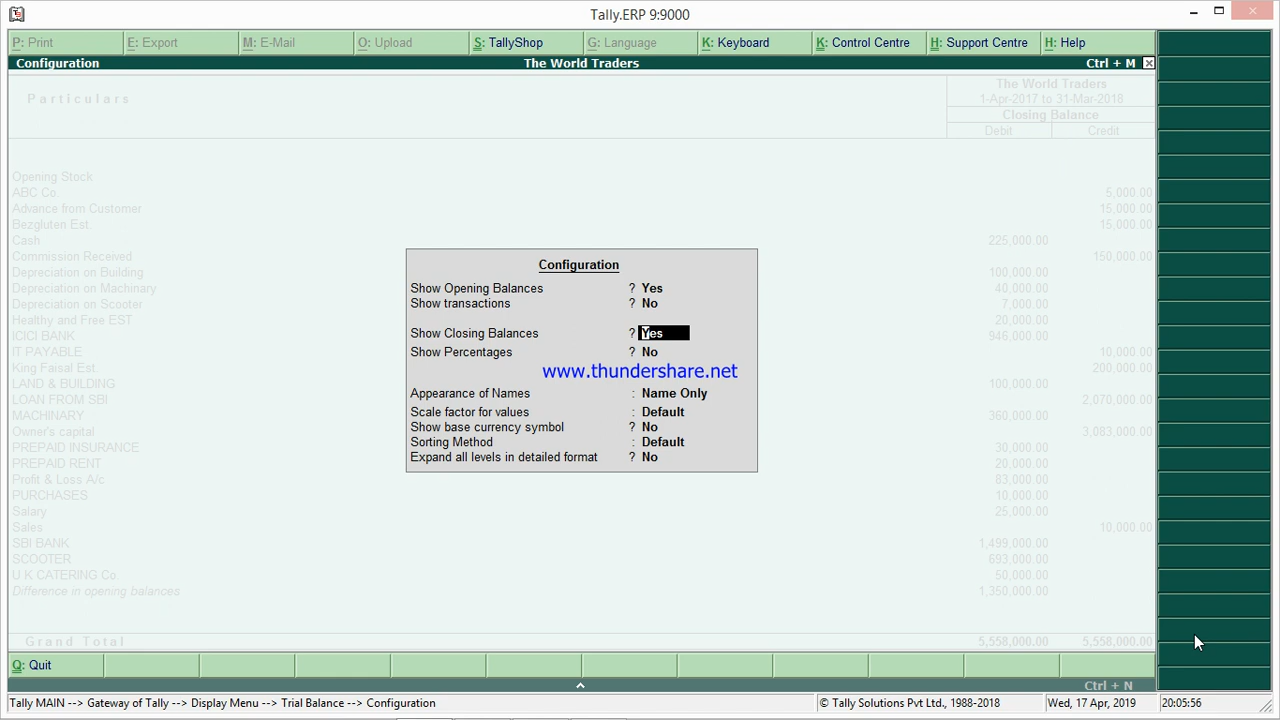 Tally.ERP 9:9000
P: Print E: Export M: E-Mail O: Upload S: TallyShop G: Language K: Keyboard K: Control Centre H: Support Centre H: Help
Configuration The World Traders Ctrl + M
Particulars
The World Traders
1-Apr-2017 to 31-Mar-2018
Closing Balance
Debit Credit
Opening Stock
ABC Co. 5,000.00
Advance from Customer 15,000.00
Bezgluten Est. 15,000.00
Cash 225,000.00
Commission Received 150,000.00
Depreciation on Building 100,000.00
Depreciation on Machinary 40,000.00
Depreciation on Scooter 7,000.00
Healthy and Free EST 20,000.00
ICICI BANK 946,000.00
IT PAYABLE 10,000.00
King Faisal Est. 200,000.00
LAND & BUILDING 100,000.00
LOAN FROM SBI 2,070,000.00
MACHINARY 360,000.00
Owner's capital 3,083,000.00
PREPAID INSURANCE 30,000.00
PREPAID RENT 20,000.00
Profit & Loss A/c 83,000.00
PURCHASES 10,000.00
Salary 25,000.00
Sales 10,000.00
SBI BANK 1,499,000.00
SCOOTER 693,000.00
U K CATERING Co. 50,000.00
Difference in opening balances 1,350,000.00
Grand Total 5,558,000.00 5,558,000.00
Configuration
Show Opening Balances ? Yes
Show transactions ? No
Show Closing Balances ? Yes
Show Percentages ? No
www.thundershare.net
Appearance of Names : Name Only
Scale factor for values : Default
Show base currency symbol ? No
Sorting Method : Default
Expand all levels in detailed format ? No
Q: Quit
Ctrl + N
Tally MAIN --> Gateway of Tally --> Display Menu --> Trial Balance --> Configuration © Tally Solutions Pvt Ltd., 1988-2018 Wed, 17 Apr, 2019 20:05:56